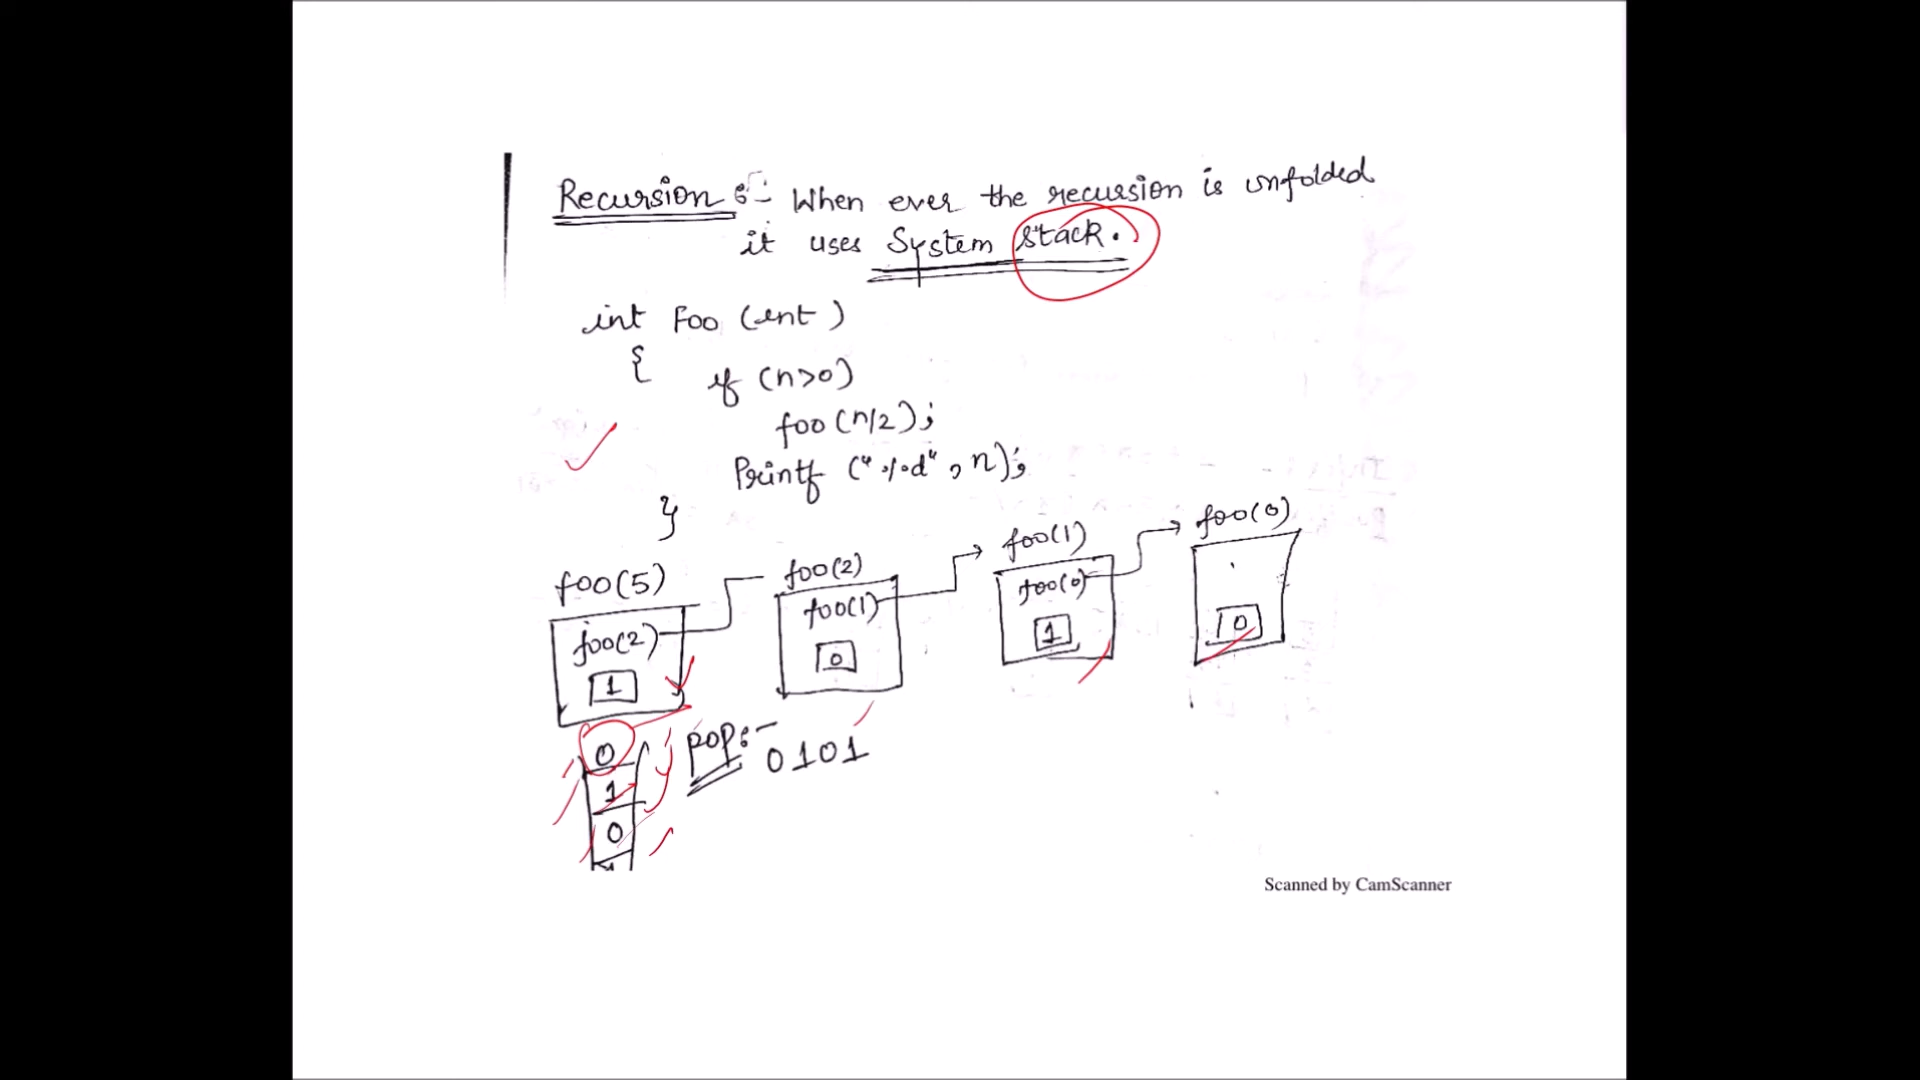 Recursion :- When ever the recursion is unfolded
it uses System Stack.
int Foo (int )
{
if (n>0)
foo(n/2);
Printf ("%d", n);
}
foo(5)
foo(2)
1
foo(2)
foo(1)
0
foo(1)
foo(0)
1
foo(0)
0
0
1
0
1
pop:- 0101
Scanned by CamScanner